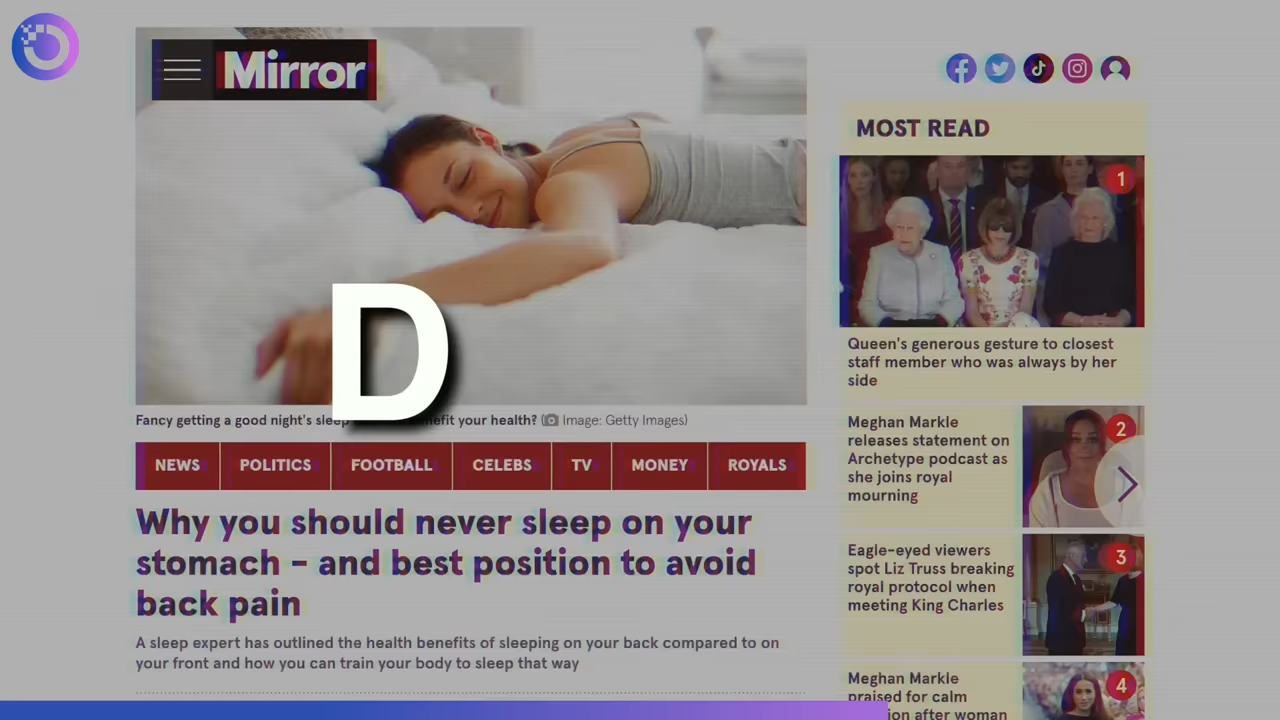 Mirror
D
Fancy getting a good night's sleep
efit your health? (Image: Getty Images)
NEWS
POLITICS
FOOTBALL
CELEBS
TV
MONEY
ROYALS
Why you should never sleep on your
stomach - and best position to avoid
back pain
A sleep expert has outlined the health benefits of sleeping on your back compared to on
your front and how you can train your body to sleep that way
MOST READ
1
Queen's generous gesture to closest
staff member who was always by her
side
Meghan Markle
releases statement on
Archetype podcast as
she joins royal
mourning
2
Eagle-eyed viewers
spot Liz Truss breaking
royal protocol when
meeting King Charles
3
Meghan Markle
praised for calm
ion after woman
4